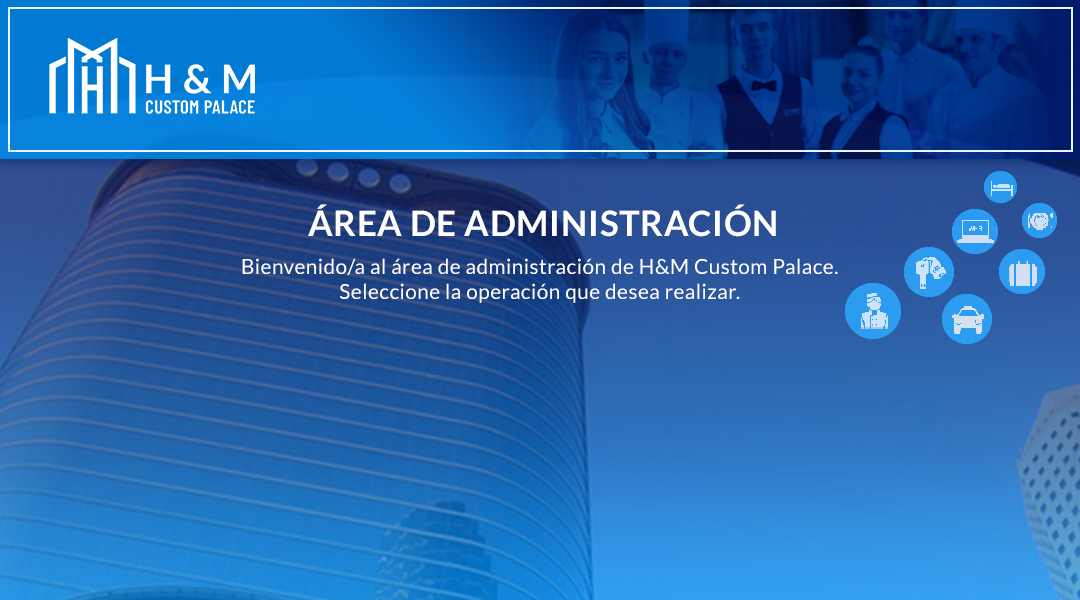 H & M
CUSTOM PALACE
ÁREA DE ADMINISTRACIÓN
Bienvenido/a al área de administración de H&M Custom Palace.
Seleccione la operación que desea realizar.